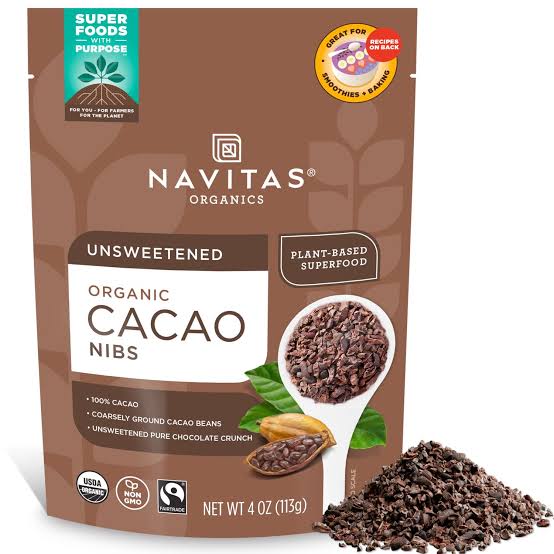 SUPER
FOODS
WITH
PURPOSE
FOR YOU • FOR FARMERS
FOR THE PLANET
GREAT FOR
RECIPES
ON BACK
• SMOOTHIES + BAKING •
NAVITAS®
ORGANICS
UNSWEETENED
PLANT-BASED
SUPERFOOD
ORGANIC
CACAO
NIBS
• 100% CACAO
• COARSELY GROUND CACAO BEANS
• UNSWEETENED PURE CHOCOLATE CRUNCH
USDA
ORGANIC
NON
GMO
FAIRTRADE
NET WT 4 OZ (113g)
SCALE